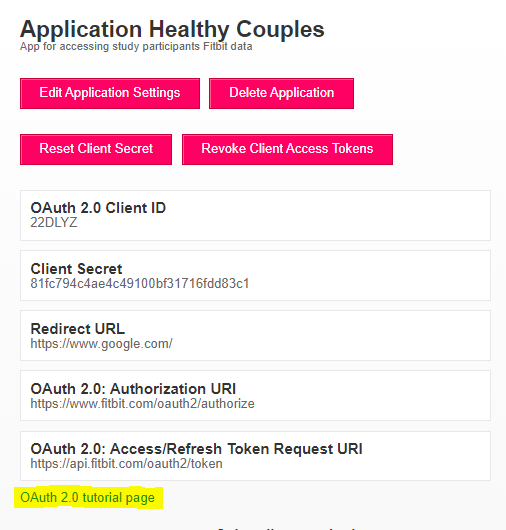 Application Healthy Couples
App for accessing study participants Fitbit data
Edit Application Settings Delete Application
Reset Client Secret Revoke Client Access Tokens
OAuth 2.0 Client ID
22DLYZ
Client Secret
81fc794c4ae4c49100bf31716fdd83c1
Redirect URL
https://www.google.com/
OAuth 2.0: Authorization URI
https://www.fitbit.com/oauth2/authorize
OAuth 2.0: Access/Refresh Token Request URI
https://api.fitbit.com/oauth2/token
OAuth 2.0 tutorial page